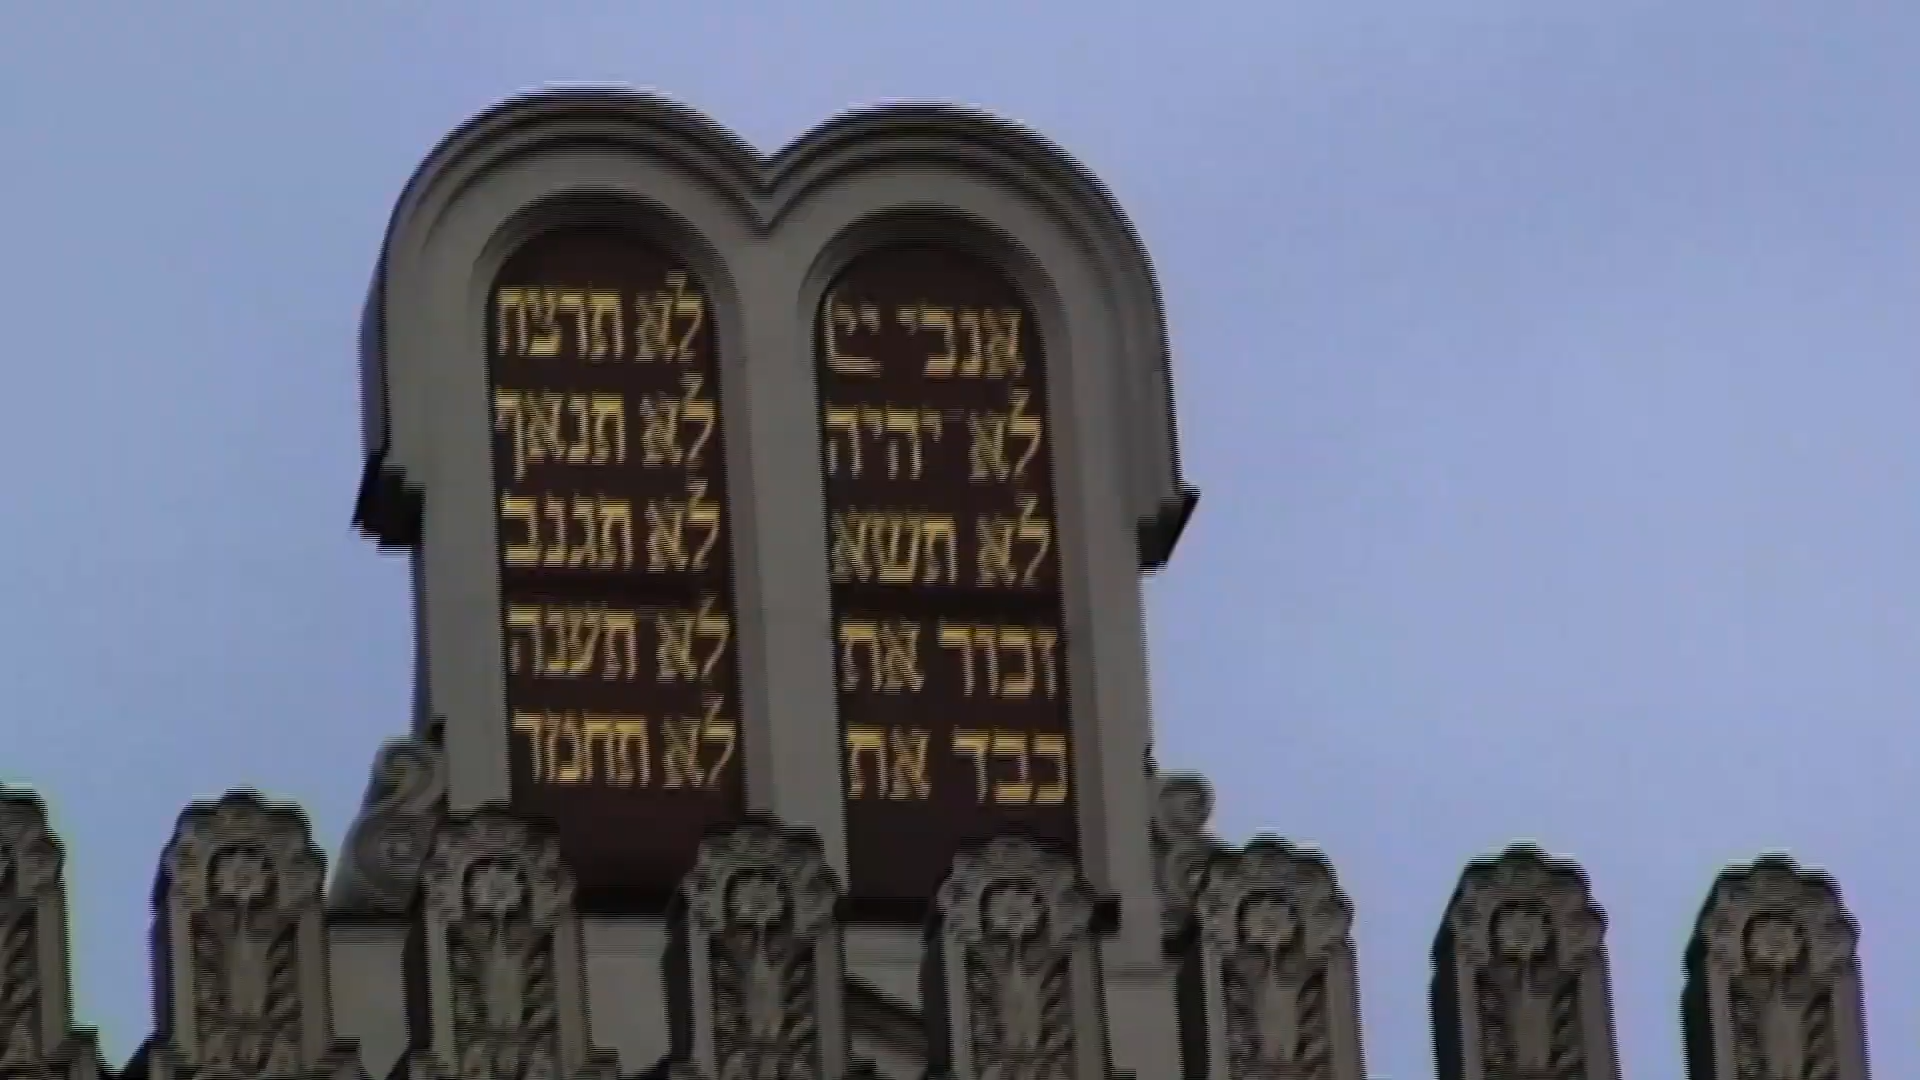 אנכי ייִ
לא יהיה
לא תשא
זכור את
כבד את
לא תרצח
לא תנאף
לא תגנב
לא תענה
לא תחמד